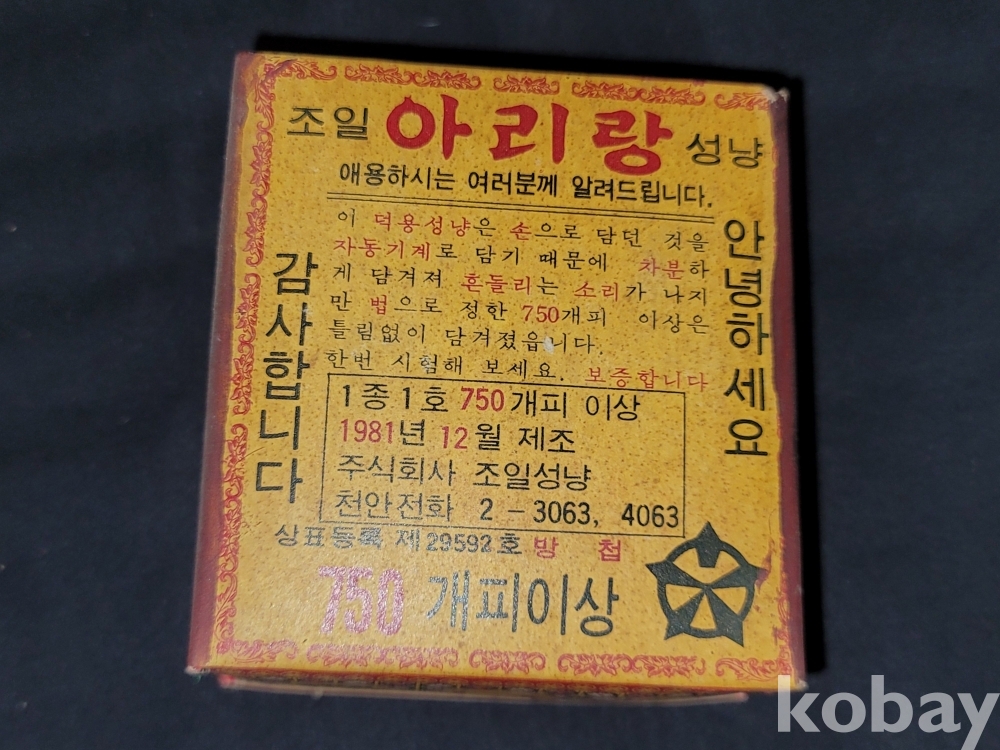 조일 아리랑 성냥
애용하시는 여러분께 알려드립니다.
안녕하세요
감사합니다
이 덕용성냥은 손으로 담던 것을
자동기계로 담기 때문에 차분하
게 담겨져 흔들리는 소리가 나지
만 법으로 정한 750개피 이상은
틀림없이 담겨졌읍니다.
한번 시험해 보세요. 보증합니다
1종1호 750개피 이상
1981년 12월 제조
주식회사 조일성냥
천안전화 2-3063, 4063
상표등록 제29592호 방 첩
750 개피이상
kobay